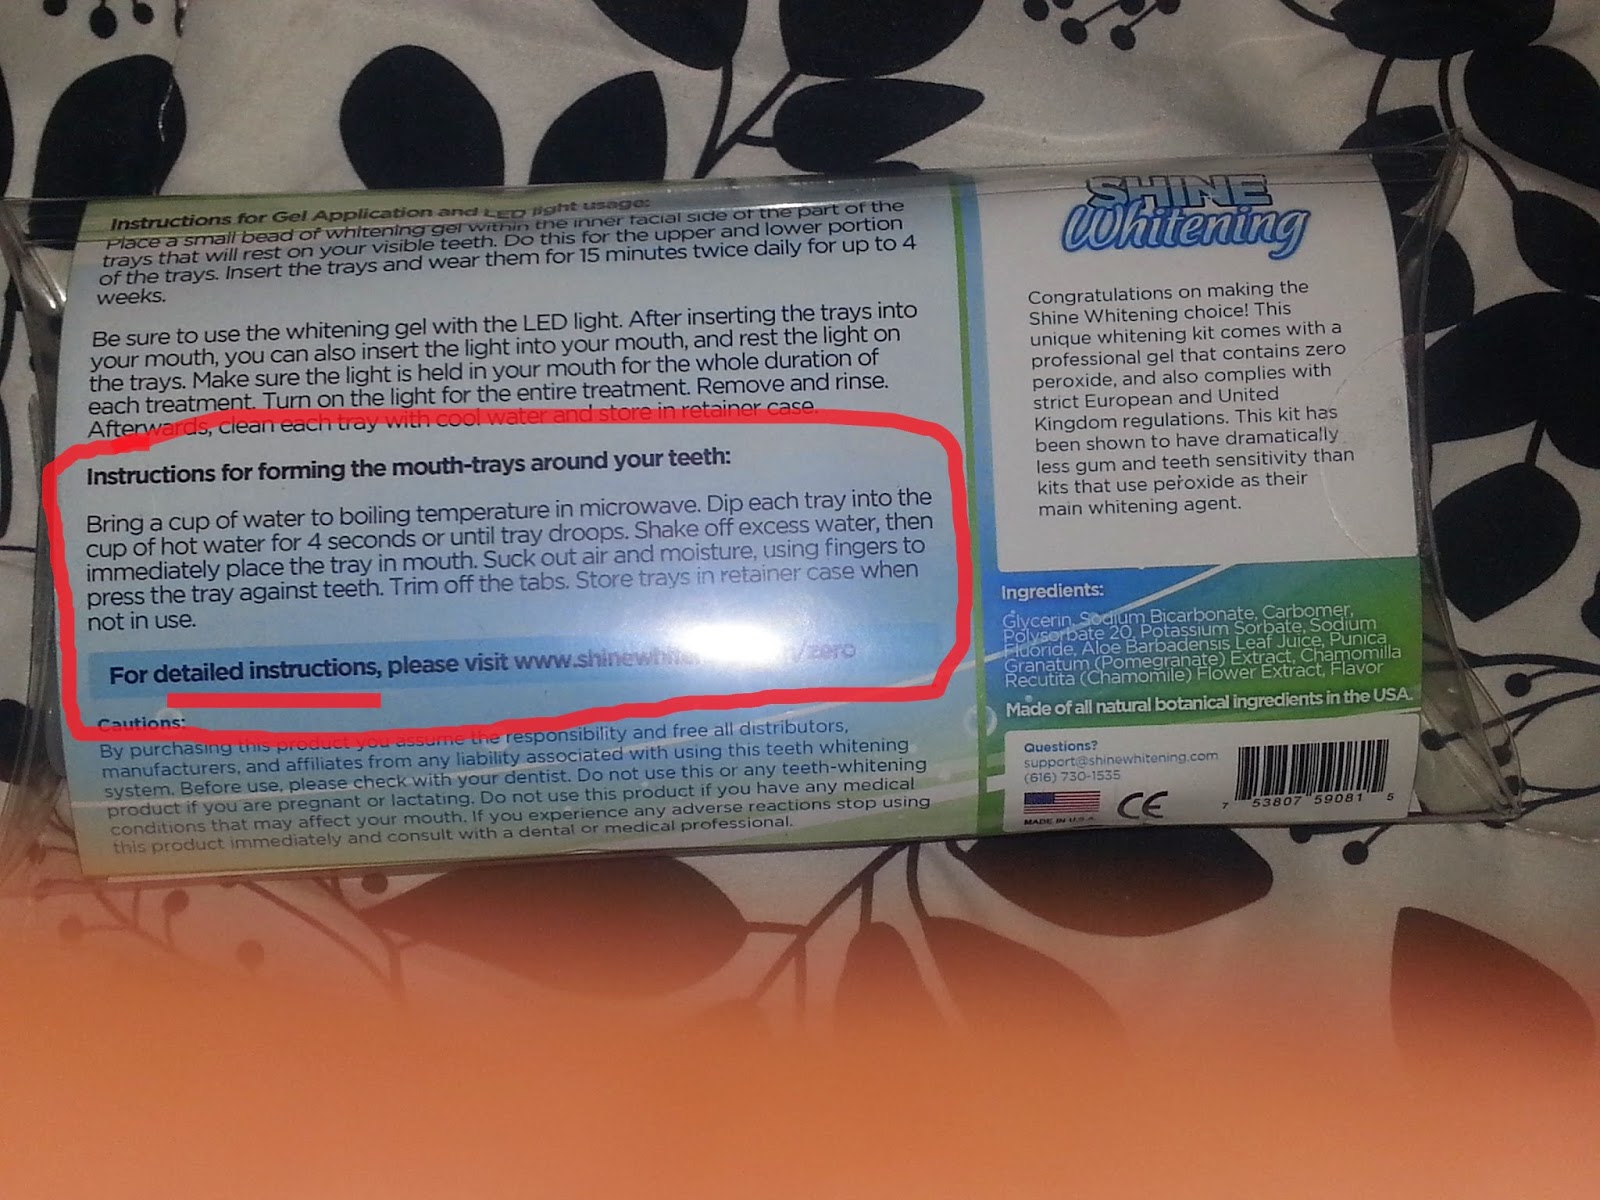 Instructions for Gel Application and LED light usage:
Place a small bead of whitening gel within the inner facial side of the part of the
trays that will rest on your visible teeth. Do this for the upper and lower portion
of the trays. Insert the trays and wear them for 15 minutes twice daily for up to 4
weeks.
Be sure to use the whitening gel with the LED light. After inserting the trays into
your mouth, you can also insert the light into your mouth, and rest the light on
the trays. Make sure the light is held in your mouth for the whole duration of
each treatment. Turn on the light for the entire treatment. Remove and rinse.
Afterwards, clean each tray with cool water and store in retainer case.
Instructions for forming the mouth-trays around your teeth:
Bring a cup of water to boiling temperature in microwave. Dip each tray into the
cup of hot water for 4 seconds or until tray droops. Shake off excess water, then
immediately place the tray in mouth. Suck out air and moisture, using fingers to
press the tray against teeth. Trim off the tabs. Store trays in retainer case when
not in use.
For detailed instructions, please visit /zero
Cautions:
By purchasing this product you assume the responsibility and free all distributors,
manufacturers, and affiliates from any liability associated with using this teeth whitening
system. Before use, please check with your dentist. Do not use this or any teeth-whitening
product if you are pregnant or lactating. Do not use this product if you have any medical
conditions that may affect your mouth. If you experience any adverse reactions stop using
this product immediately and consult with a dental or medical professional.
SHINE
Whitening
Congratulations on making the
Shine Whitening choice! This
unique whitening kit comes with a
professional gel that contains zero
peroxide, and also complies with
strict European and United
Kingdom regulations. This kit has
been shown to have dramatically
less gum and teeth sensitivity than
kits that use peroxide as their
main whitening agent.
Ingredients:
Glycerin, Sodium Bicarbonate, Carbomer,
Polysorbate 20, Potassium Sorbate, Sodium
Fluoride, Aloe Barbadensis Leaf Juice, Punica
Granatum (Pomegranate) Extract, Chamomilla
Recutita (Chamomile) Flower Extract, Flavor
Made of all natural botanical ingredients in the USA.
Questions?
support@shinewhitening.com
(616) 730-1535
MADE IN U.S.A.
CE
7 53807 59081 5